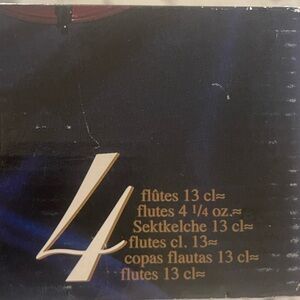 4
flûtes 13 cl≈
flutes 4 1/4 oz.≈
Sektkelche 13 cl≈
flutes cl. 13≈
copas flautas 13 cl≈
flutes 13 cl≈